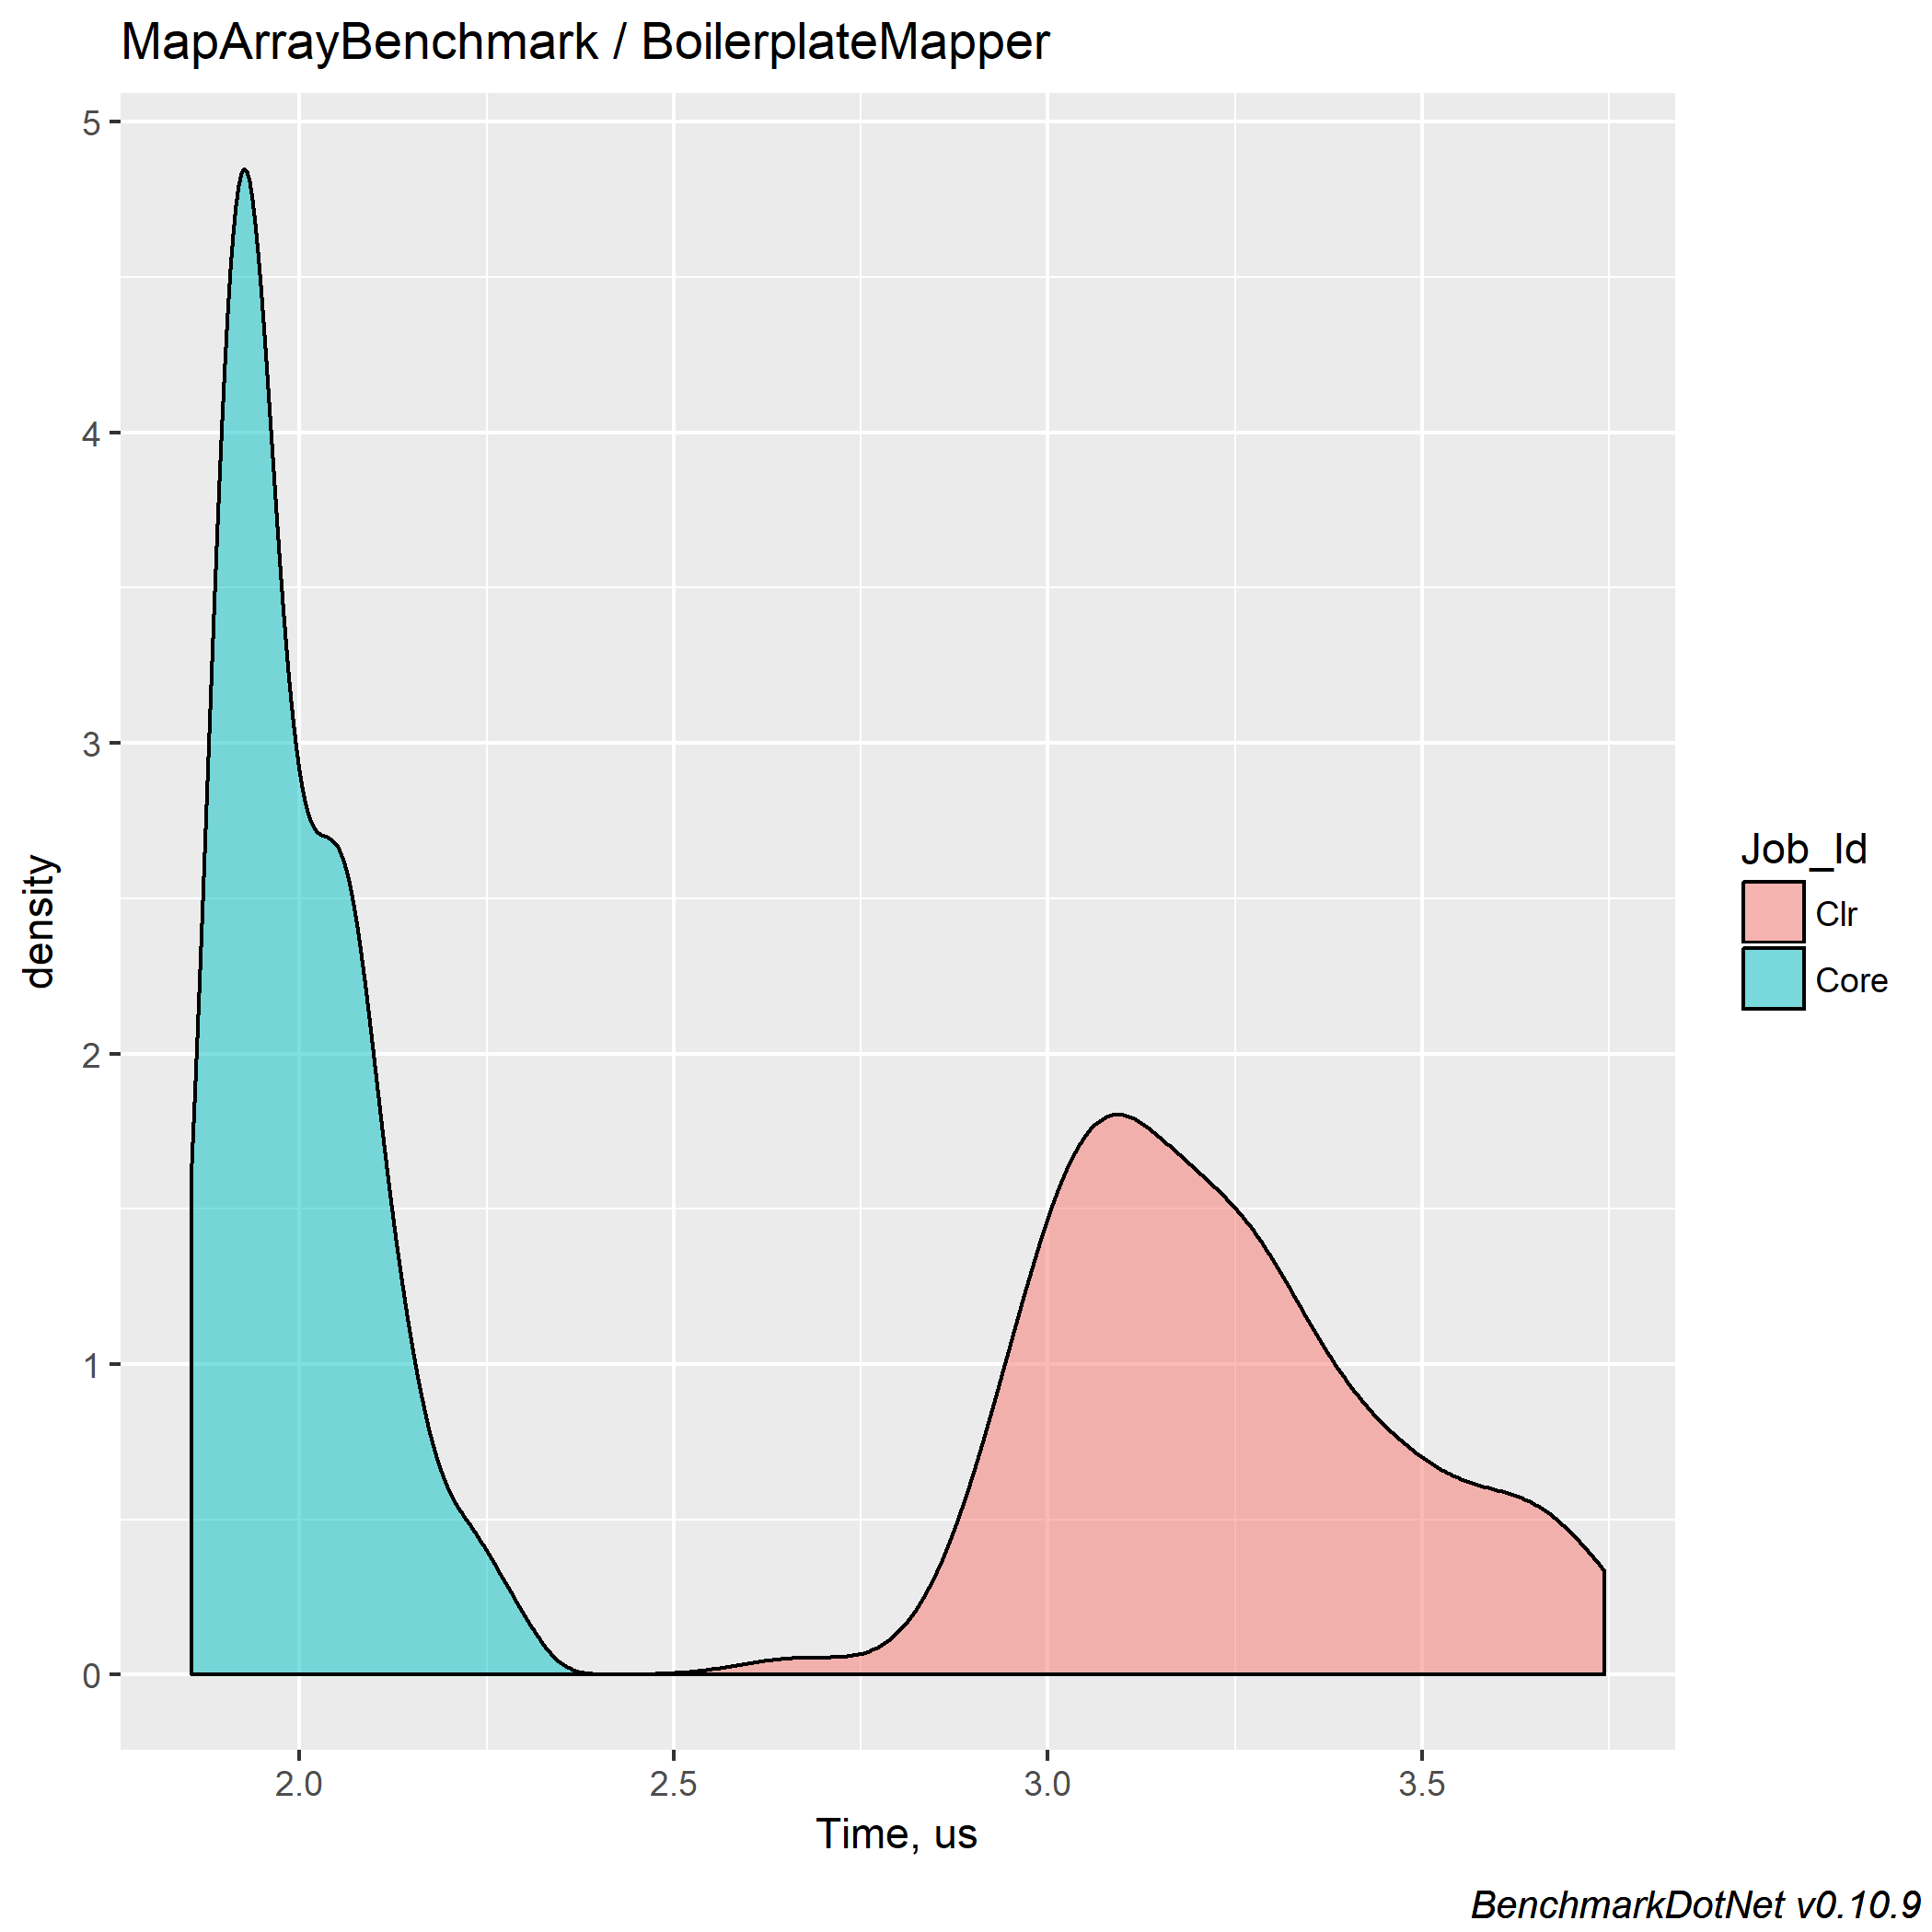 MapArrayBenchmark / BoilerplateMapper
5
4
3
2
1
0
density
2.0 2.5 3.0 3.5
Time, us
Job_Id
Clr
Core
BenchmarkDotNet v0.10.9